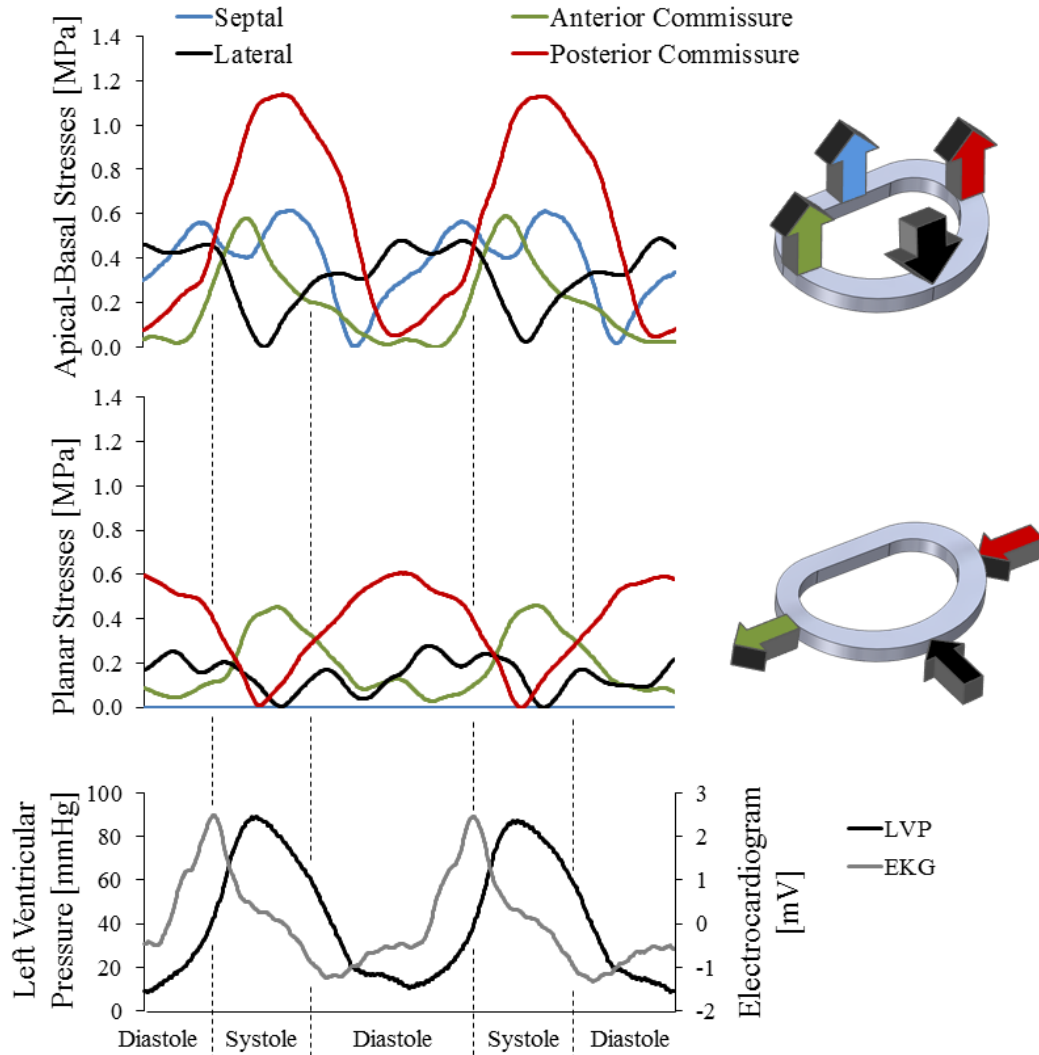 Septal
Anterior Commissure
Lateral
Posterior Commissure
Apical-Basal Stresses [MPa]
1.4
1.2
1.0
0.8
0.6
0.4
0.2
0.0
Planar Stresses [MPa]
1.4
1.2
1.0
0.8
0.6
0.4
0.2
0.0
Left Ventricular
Pressure [mmHg]
100
80
60
40
20
0
3
2
1
0
-1
-2
Electrocardiogram
[mV]
LVP
EKG
Diastole Systole Diastole Systole Diastole